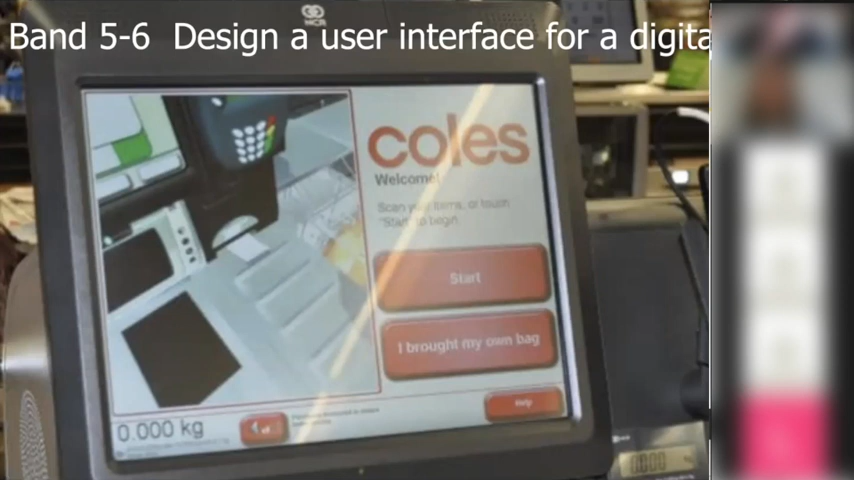 NCR
Band 5-6 Design a user interface for a digita
coles
Welcome!
Scan your items, or touch
"Start" to begin.
Start
I brought my own bag
Help
0.000 kg